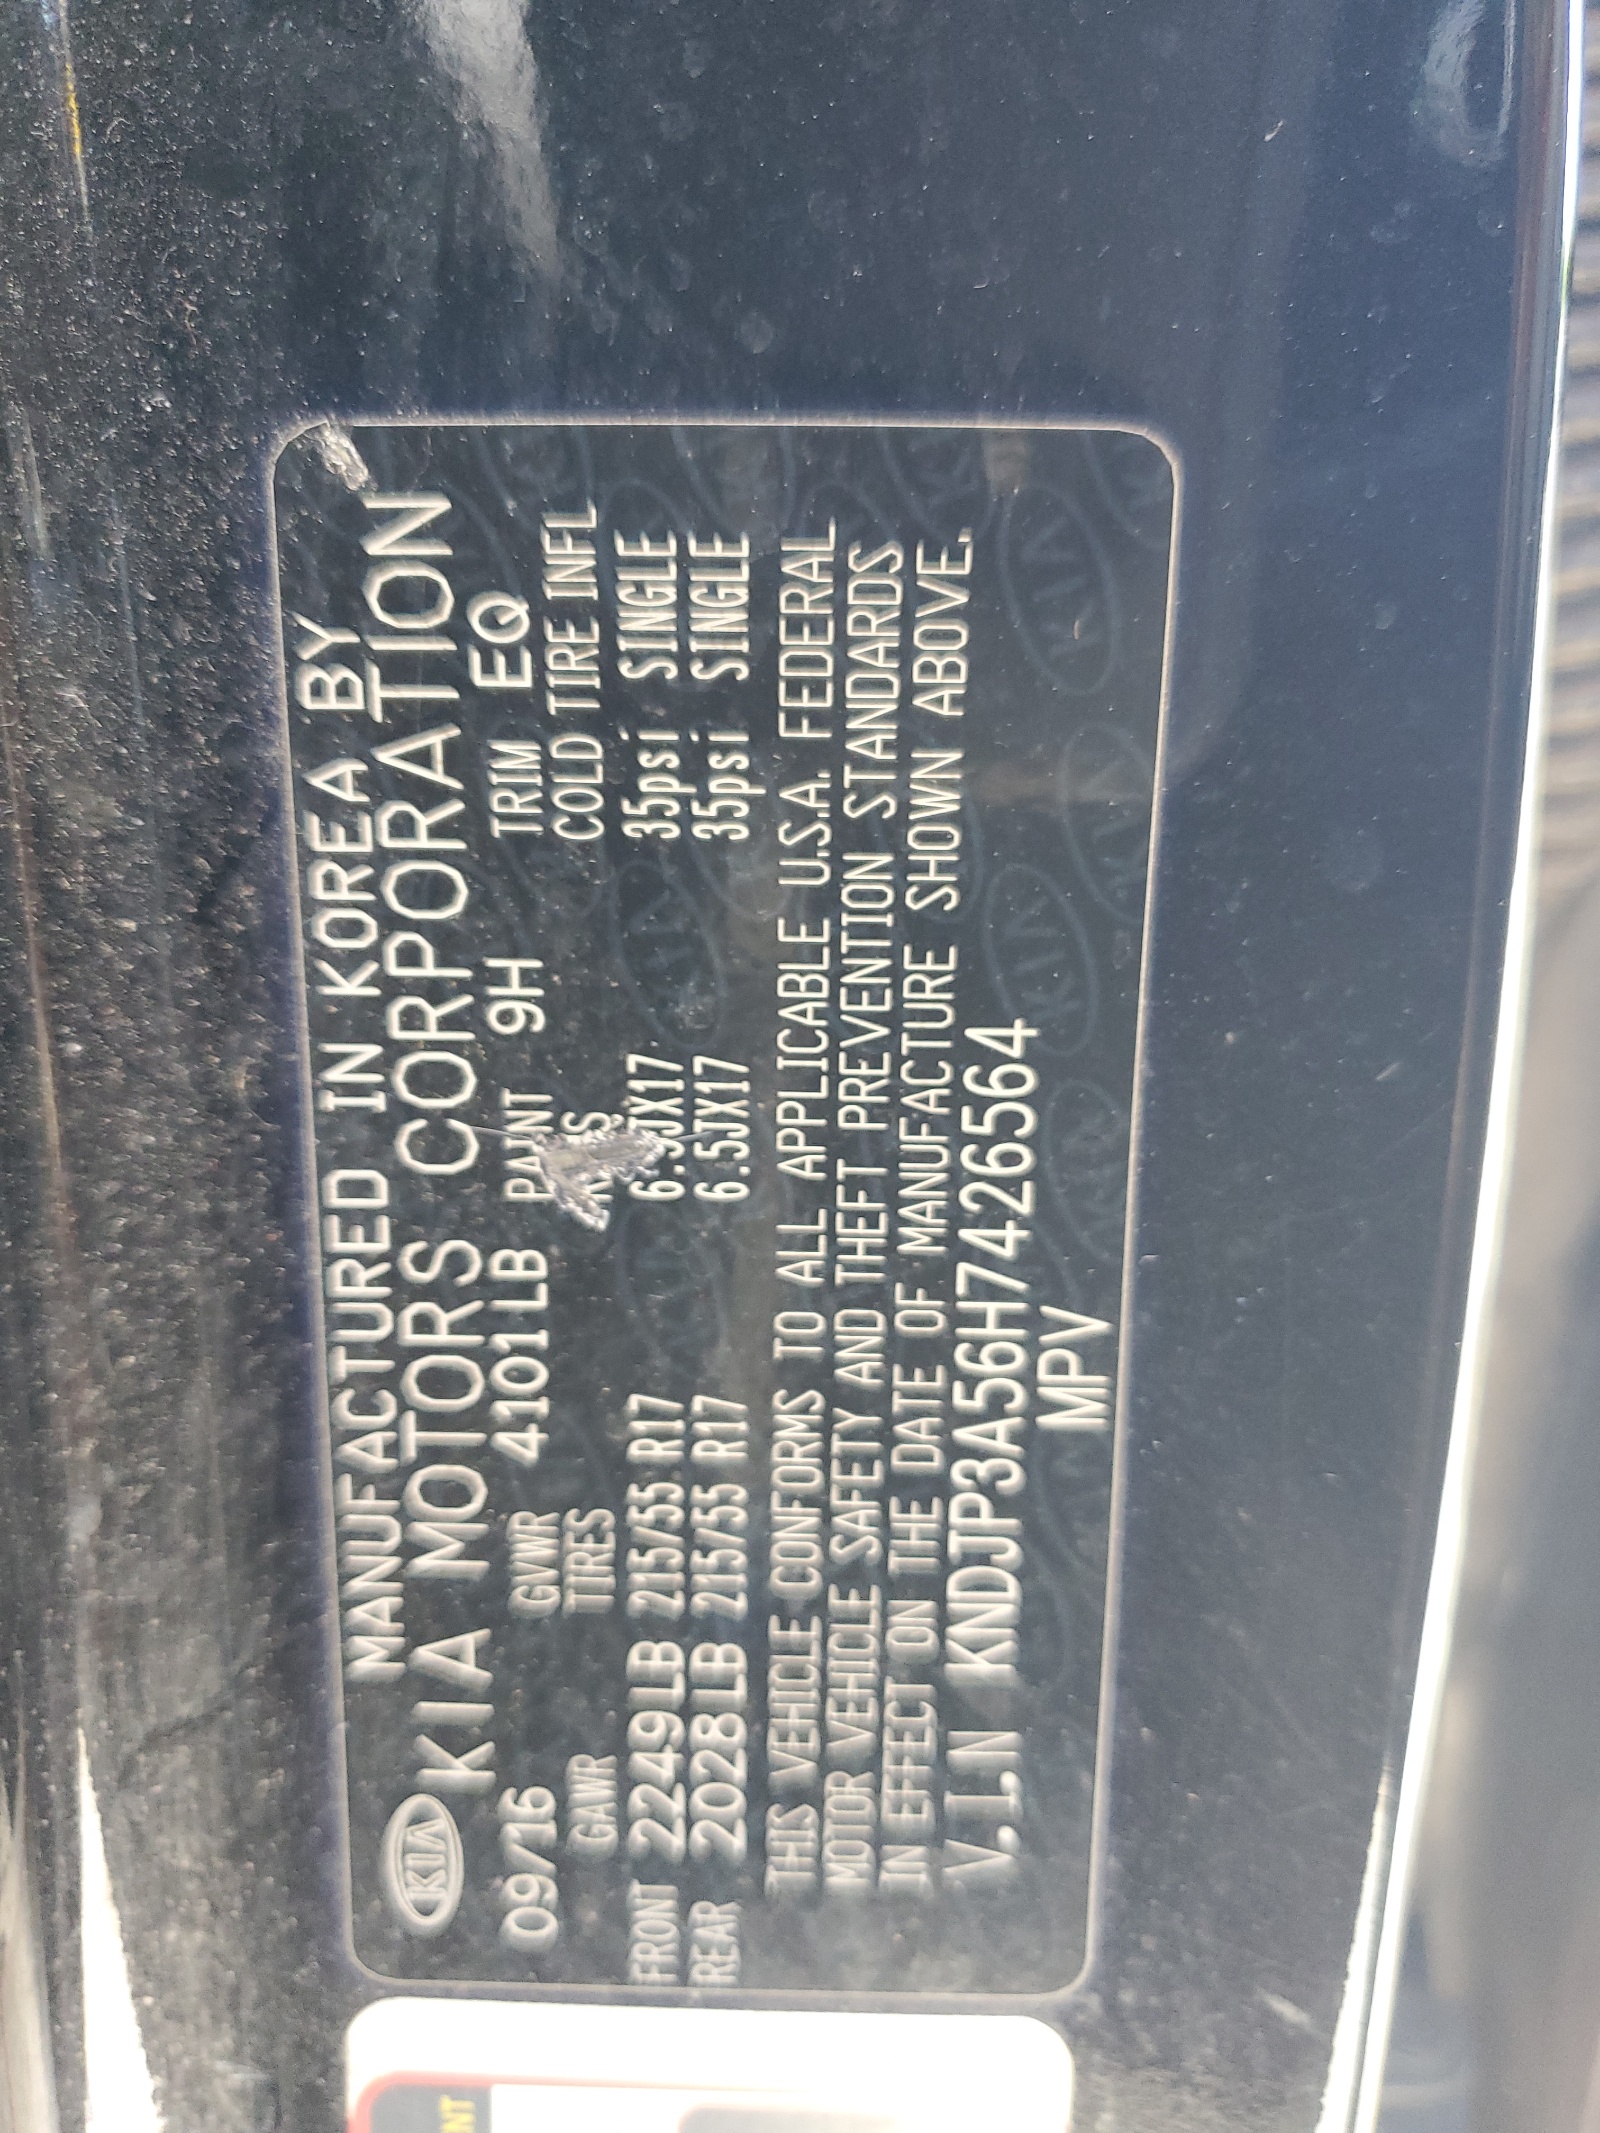 MANUFACTURED IN KOREA BY
KIA KIA MOTORS CORPORATION
09/16 GVWR 4101LB PAINT 9H TRIM EQ
GAWR TIRES COLD TIRE INFL
FRONT 2249LB 215/55 R17 6.5JX17 35psi SINGLE
REAR 2028LB 215/55 R17 6.5JX17 35psi SINGLE
THIS VEHICLE CONFORMS TO ALL APPLICABLE U.S.A. FEDERAL
MOTOR VEHICLE SAFETY AND THEFT PREVENTION STANDARDS
IN EFFECT ON THE DATE OF MANUFACTURE SHOWN ABOVE.
V.I.N KNDJP3A56H7426564
MPV